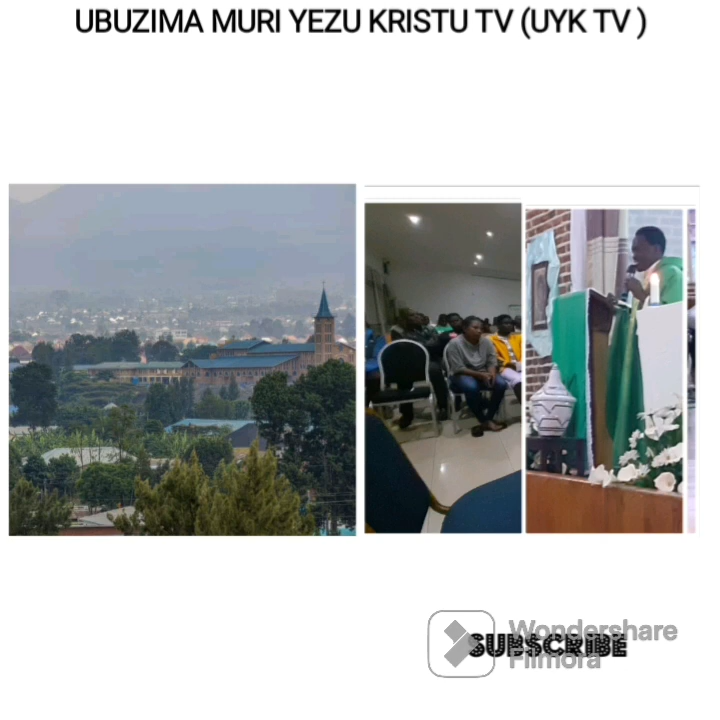 UBUZIMA MURI YEZU KRISTU TV (UYK TV )
Wondershare
SUBSCRIBE
Filmora